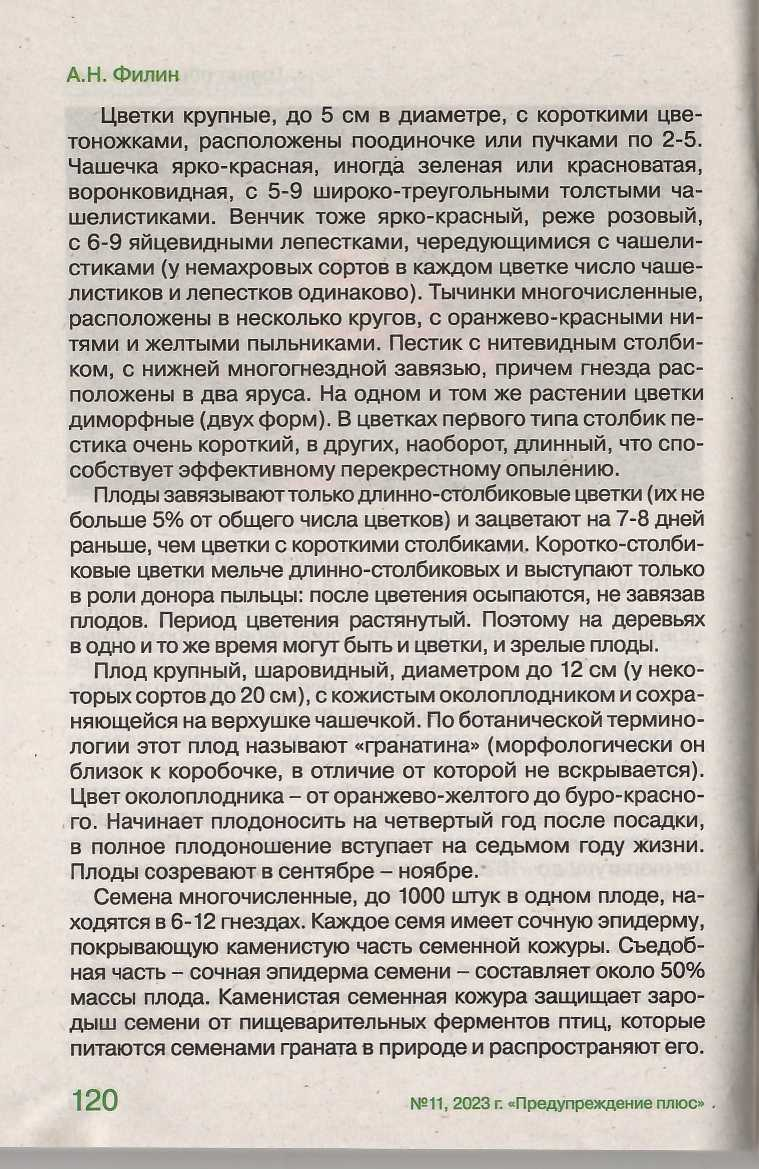 А.Н. Филин
Цветки крупные, до 5 см в диаметре, с короткими цве-
тоножками, расположены поодиночке или пучками по 2-5.
Чашечка ярко-красная, иногда зеленая или красноватая,
воронковидная, с 5-9 широко-треугольными толстыми ча-
шелистиками. Венчик тоже ярко-красный, реже розовый,
с 6-9 яйцевидными лепестками, чередующимися с чашели-
стиками (у немахровых сортов в каждом цветке число чаше-
листиков и лепестков одинаково). Тычинки многочисленные,
расположены в несколько кругов, с оранжево-красными ни-
тями и желтыми пыльниками. Пестик с нитевидным столби-
ком, с нижней многогнездной завязью, причем гнезда рас-
положены в два яруса. На одном и том же растении цветки
диморфные (двух форм). В цветках первого типа столбик пе-
стика очень короткий, в других, наоборот, длинный, что спо-
собствует эффективному перекрестному опылению.
Плоды завязывают только длинно-столбиковые цветки (их не
больше 5% от общего числа цветков) и зацветают на 7-8 дней
раньше, чем цветки с короткими столбиками. Коротко-столби-
ковые цветки мельче длинно-столбиковых и выступают только
в роли донора пыльцы: после цветения осыпаются, не завязав
плодов. Период цветения растянутый. Поэтому на деревьях
в одно и то же время могут быть и цветки, и зрелые плоды.
Плод крупный, шаровидный, диаметром до 12 см (у неко-
торых сортов до 20 см), с кожистым околоплодником и сохра-
няющейся на верхушке чашечкой. По ботанической термино-
логии этот плод называют «гранатина» (морфологически он
близок к коробочке, в отличие от которой не вскрывается).
Цвет околоплодника – от оранжево-желтого до буро-красно-
го. Начинает плодоносить на четвертый год после посадки,
в полное плодоношение вступает на седьмом году жизни.
Плоды созревают в сентябре – ноябре.
Семена многочисленные, до 1000 штук в одном плоде, на-
ходятся в 6-12 гнездах. Каждое семя имеет сочную эпидерму,
покрывающую каменистую часть семенной кожуры. Съедоб-
ная часть – сочная эпидерма семени – составляет около 50%
массы плода. Каменистая семенная кожура защищает заро-
дыш семени от пищеварительных ферментов птиц, которые
питаются семенами граната в природе и распространяют его.
120
№11, 2023 г. «Предупреждение плюс»